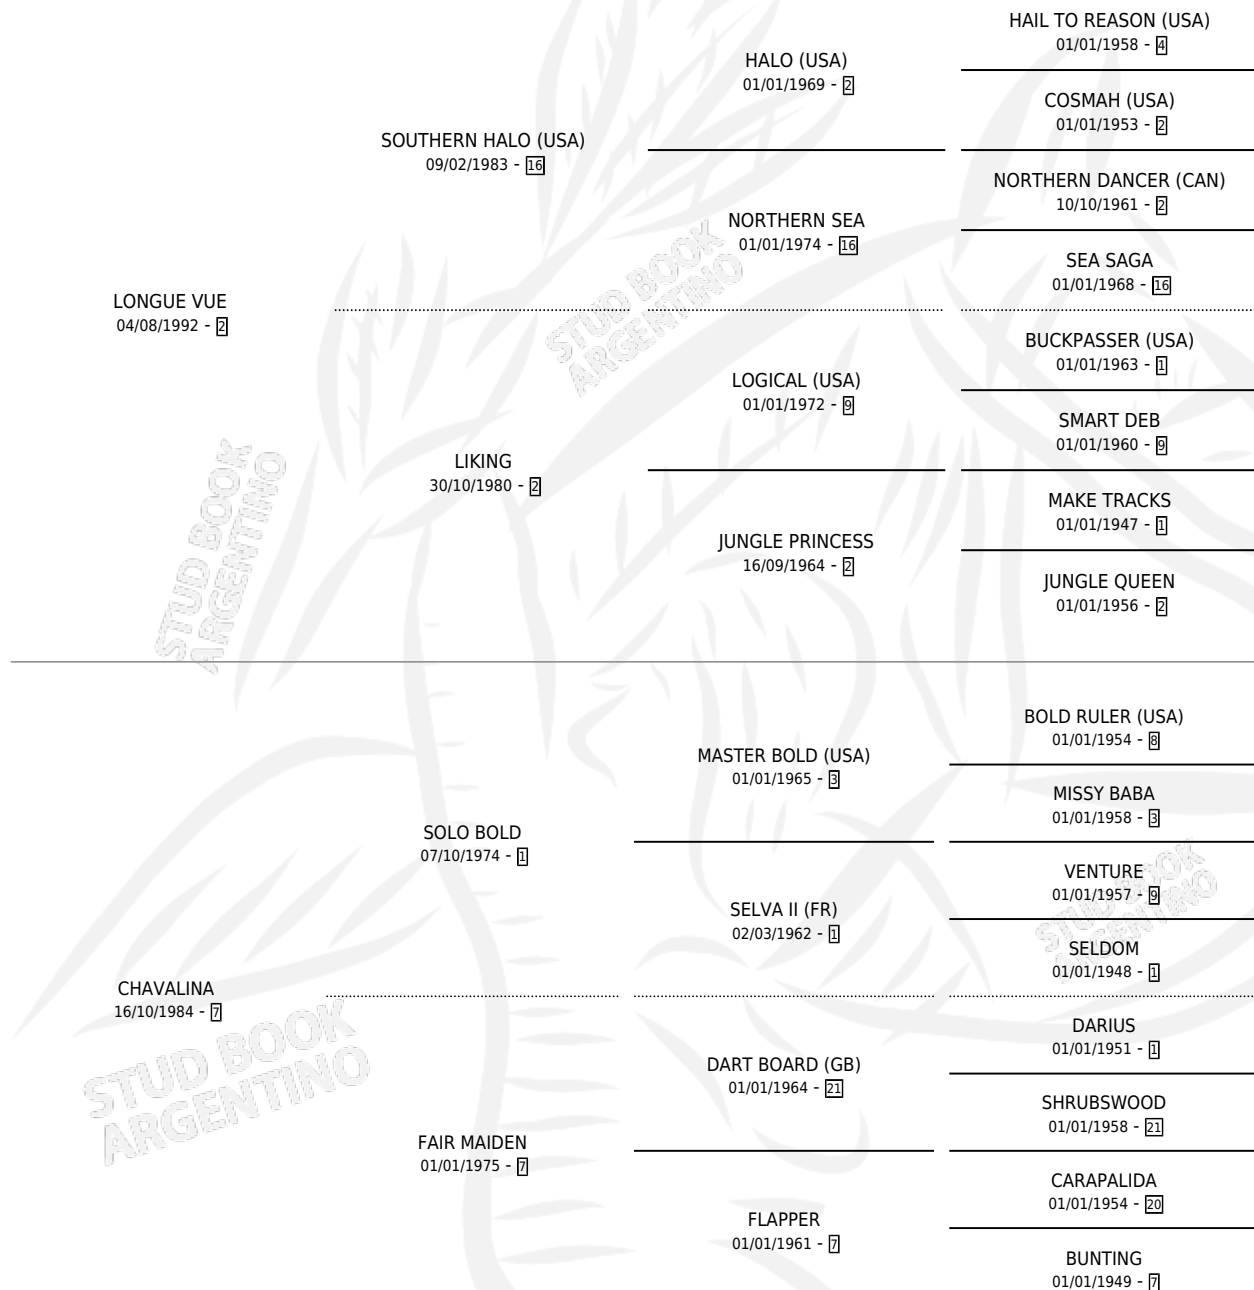 HAIL TO REASON (USA)
01/01/1958 - 4
HALO (USA)
01/01/1969 - 2
COSMAH (USA)
01/01/1953 - 2
SOUTHERN HALO (USA)
09/02/1983 - 16
NORTHERN DANCER (CAN)
10/10/1961 - 2
NORTHERN SEA
01/01/1974 - 16
SEA SAGA
01/01/1968 - 16
STUD BOOK
ARGENTINO
LONGUE VUE
04/08/1992 - 2
BUCKPASSER (USA)
01/01/1963 - 1
LOGICAL (USA)
01/01/1972 - 9
SMART DEB
01/01/1960 - 9
LIKING
30/10/1980 - 2
MAKE TRACKS
01/01/1947 - 1
JUNGLE PRINCESS
16/09/1964 - 2
JUNGLE QUEEN
01/01/1956 - 2
STUD BOOK
ARGENTINO
BOLD RULER (USA)
01/01/1954 - 8
MASTER BOLD (USA)
01/01/1965 - 3
MISSY BABA
01/01/1958 - 3
SOLO BOLD
07/10/1974 - 1
VENTURE
01/01/1957 - 9
SELVA II (FR)
02/03/1962 - 1
SELDOM
01/01/1948 - 1
STUD BOOK
ARGENTINO
CHAVALINA
16/10/1984 - 7
DARIUS
01/01/1951 - 1
DART BOARD (GB)
01/01/1964 - 21
SHRUBSWOOD
01/01/1958 - 21
STUD BOOK
ARGENTINO
FAIR MAIDEN
01/01/1975 - 7
CARAPALIDA
01/01/1954 - 20
FLAPPER
01/01/1961 - 7
BUNTING
01/01/1949 - 7